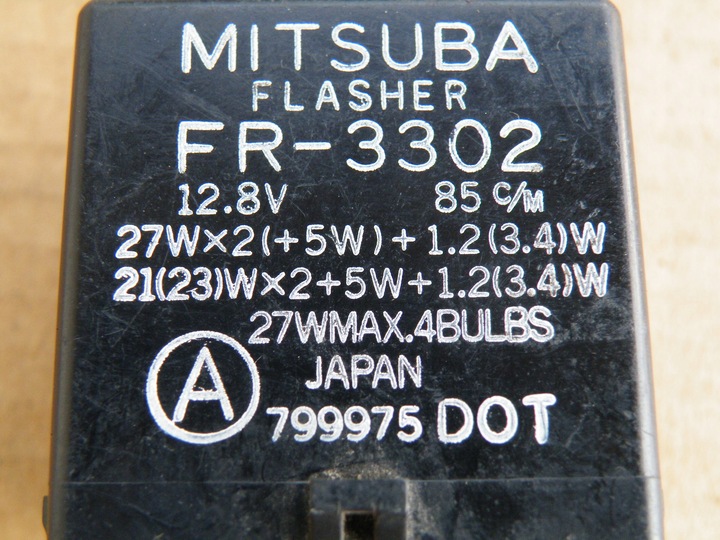 MITSUBA
FLASHER
FR-3302
12.8V 85 C/M
27W×2(+5W)+1.2(3.4)W
21(23)W×2+5W+1.2(3.4)W
27WMAX.4BULBS
JAPAN
A 799975 DOT